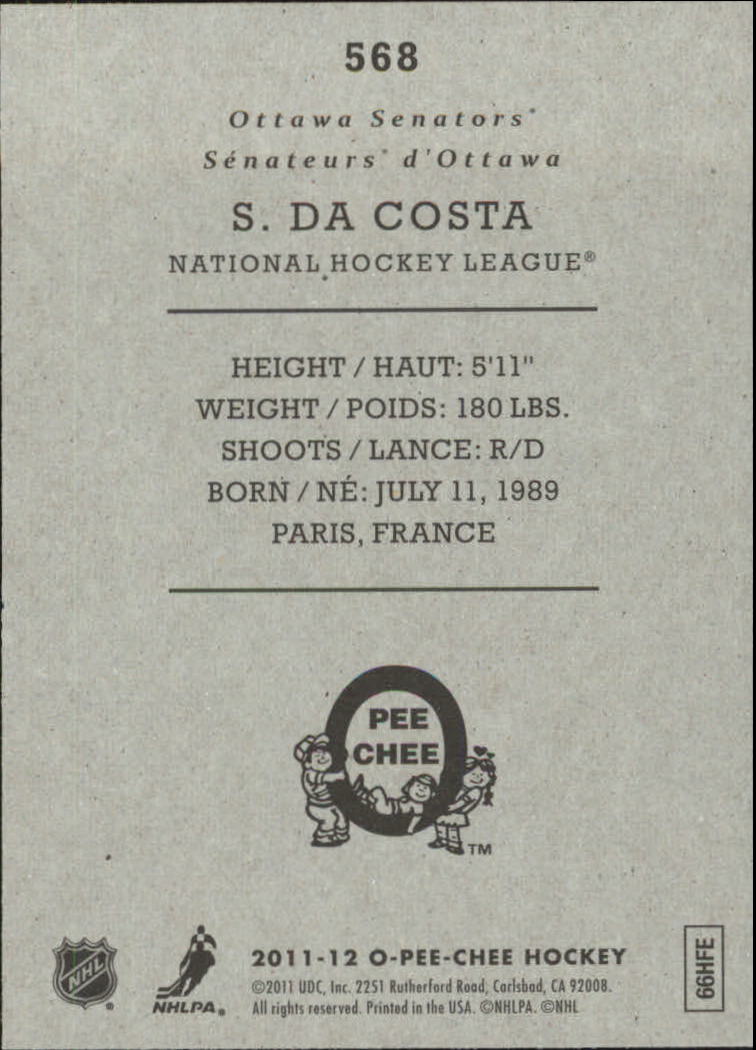 568
Ottawa Senators*
Sénateurs* d'Ottawa
S. DA COSTA
NATIONAL HOCKEY LEAGUE®
HEIGHT / HAUT: 5'11"
WEIGHT / POIDS: 180 LBS.
SHOOTS / LANCE: R/D
BORN / NÉ: JULY 11, 1989
PARIS, FRANCE
O
PEE
CHEE
TM
NHL®
NHLPA®
2011-12 O-PEE-CHEE HOCKEY
©2011 UDC, Inc. 2251 Rutherford Road, Carlsbad, CA 92008.
All rights reserved. Printed in the USA. ©NHLPA. ©NHL
66HFE